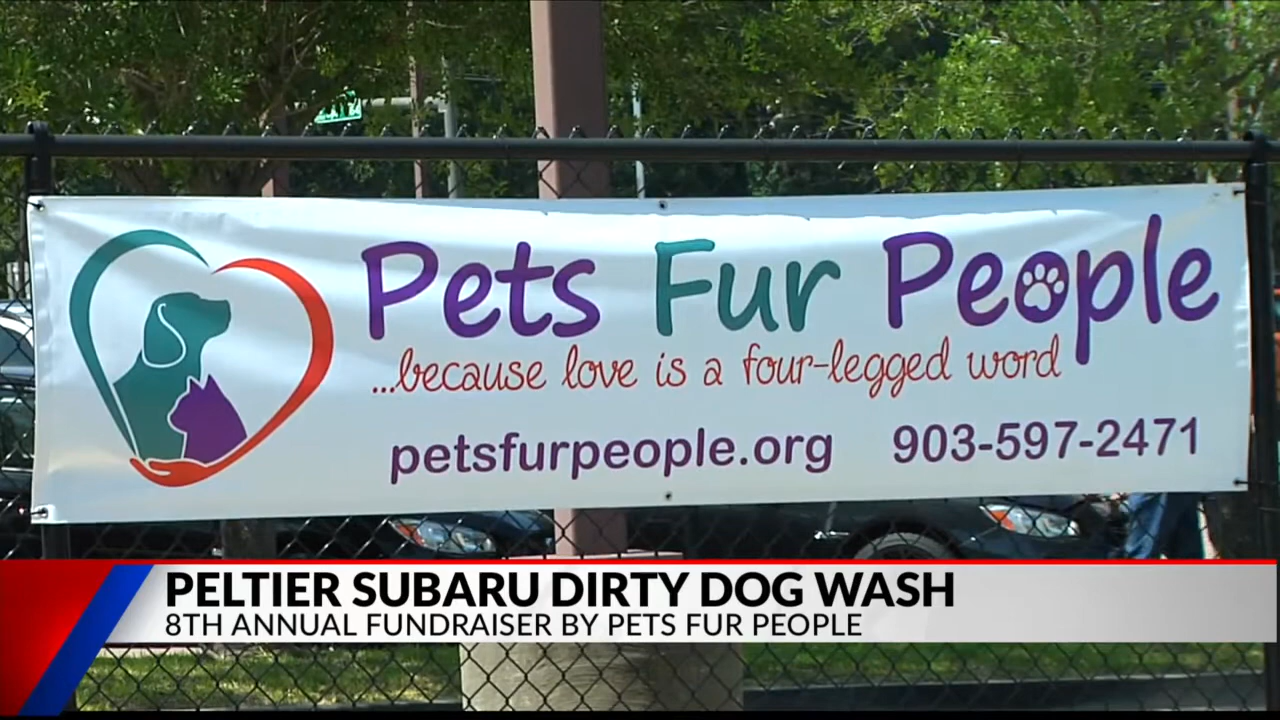 Pets Fur People
...because love is a four-legged word
petsfurpeople.org 903-597-2471
PELTIER SUBARU DIRTY DOG WASH
8TH ANNUAL FUNDRAISER BY PETS FUR PEOPLE